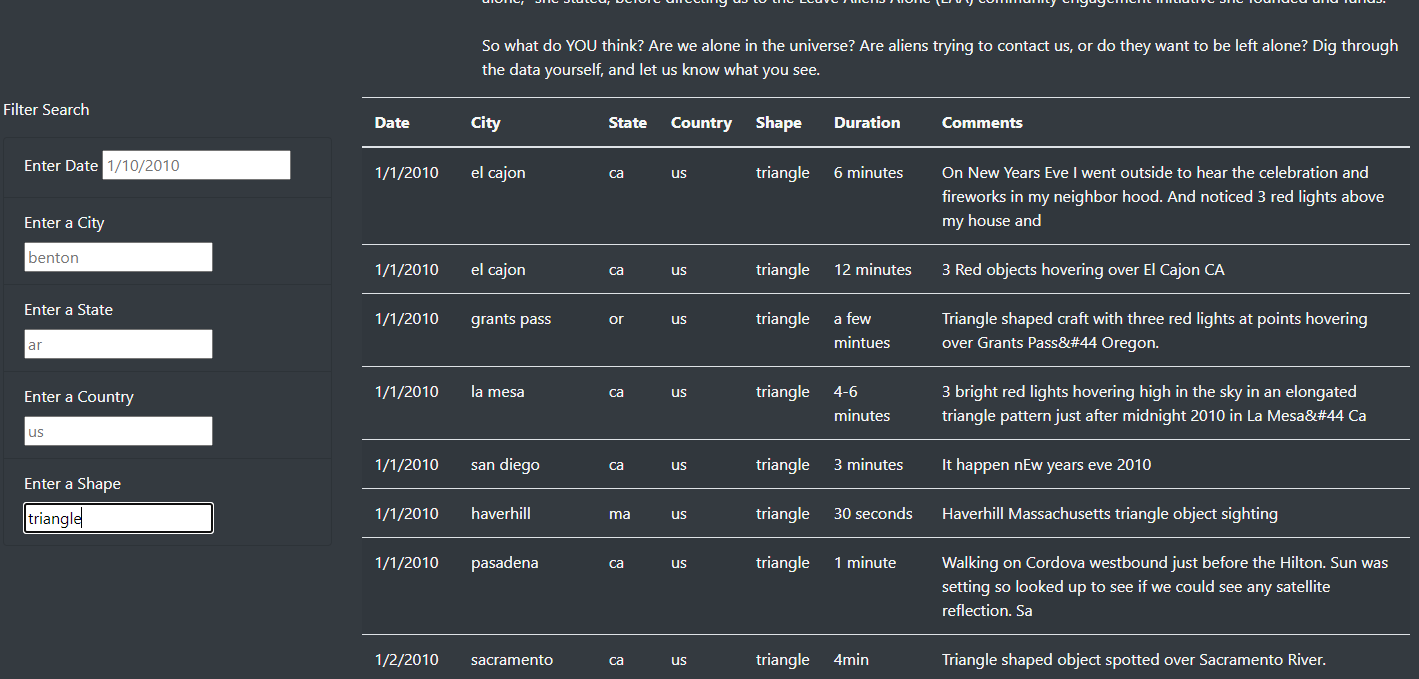 alone," she stated, before directing us to the Leave Aliens Alone (LAA) community engagement initiative she founded and funds.
So what do YOU think? Are we alone in the universe? Are aliens trying to contact us, or do they want to be left alone? Dig through
the data yourself, and let us know what you see.
Filter Search
Enter Date 1/10/2010
Enter a City
benton
Enter a State
ar
Enter a Country
us
Enter a Shape
triangle
Date City State Country Shape Duration Comments
1/1/2010 el cajon ca us triangle 6 minutes On New Years Eve I went outside to hear the celebration and
fireworks in my neighbor hood. And noticed 3 red lights above
my house and
1/1/2010 el cajon ca us triangle 12 minutes 3 Red objects hovering over El Cajon CA
1/1/2010 grants pass or us triangle a few Triangle shaped craft with three red lights at points hovering
mintues over Grants Pass&#44 Oregon.
1/1/2010 la mesa ca us triangle 4-6 3 bright red lights hovering high in the sky in an elongated
minutes triangle pattern just after midnight 2010 in La Mesa&#44 Ca
1/1/2010 san diego ca us triangle 3 minutes It happen nEw years eve 2010
1/1/2010 haverhill ma us triangle 30 seconds Haverhill Massachusetts triangle object sighting
1/1/2010 pasadena ca us triangle 1 minute Walking on Cordova westbound just before the Hilton. Sun was
setting so looked up to see if we could see any satellite
reflection. Sa
1/2/2010 sacramento ca us triangle 4min Triangle shaped object spotted over Sacramento River.